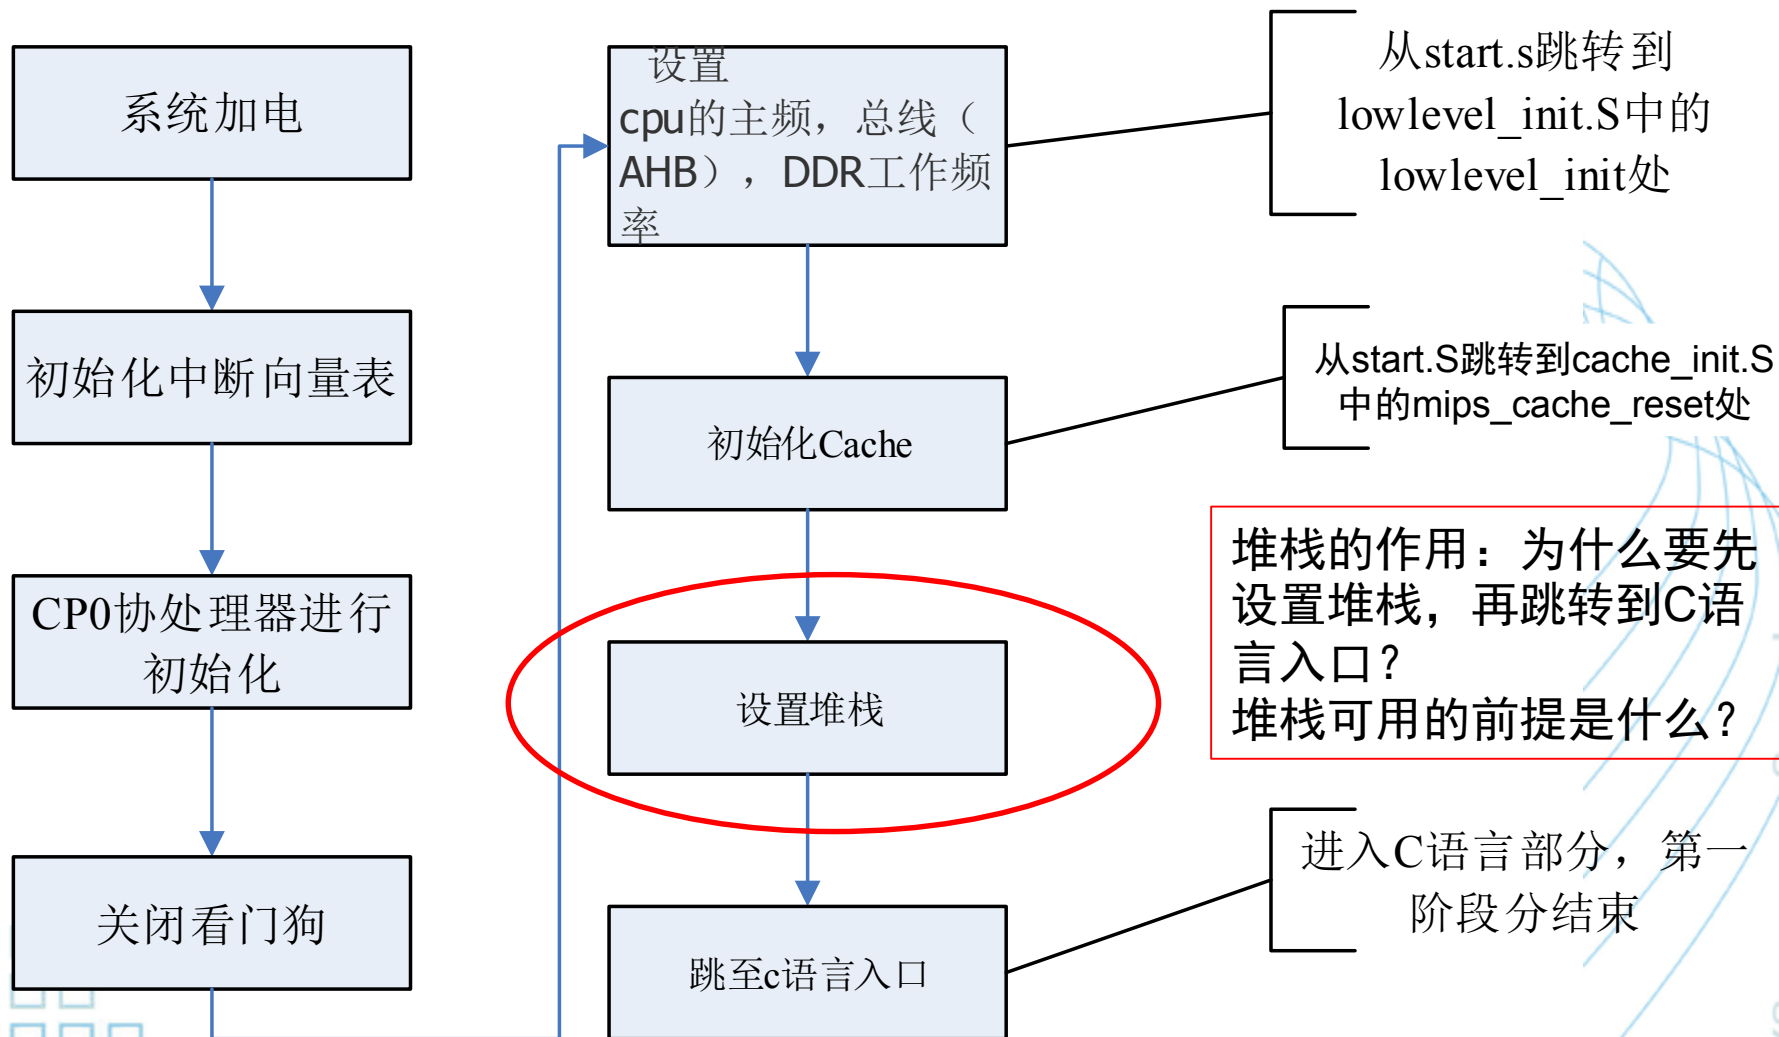 系统加电
初始化中断向量表
CP0协处理器进行
初始化
关闭看门狗
设置
cpu的主频，总线（
AHB），DDR工作频
率
初始化Cache
设置堆栈
跳至c语言入口
从start.s跳转到
lowlevel_init.S中的
lowlevel_init处
从start.S跳转到cache_init.S
中的mips_cache_reset处
堆栈的作用：为什么要先
设置堆栈，再跳转到C语
言入口？
堆栈可用的前提是什么？
进入C语言部分，第一
阶段分结束